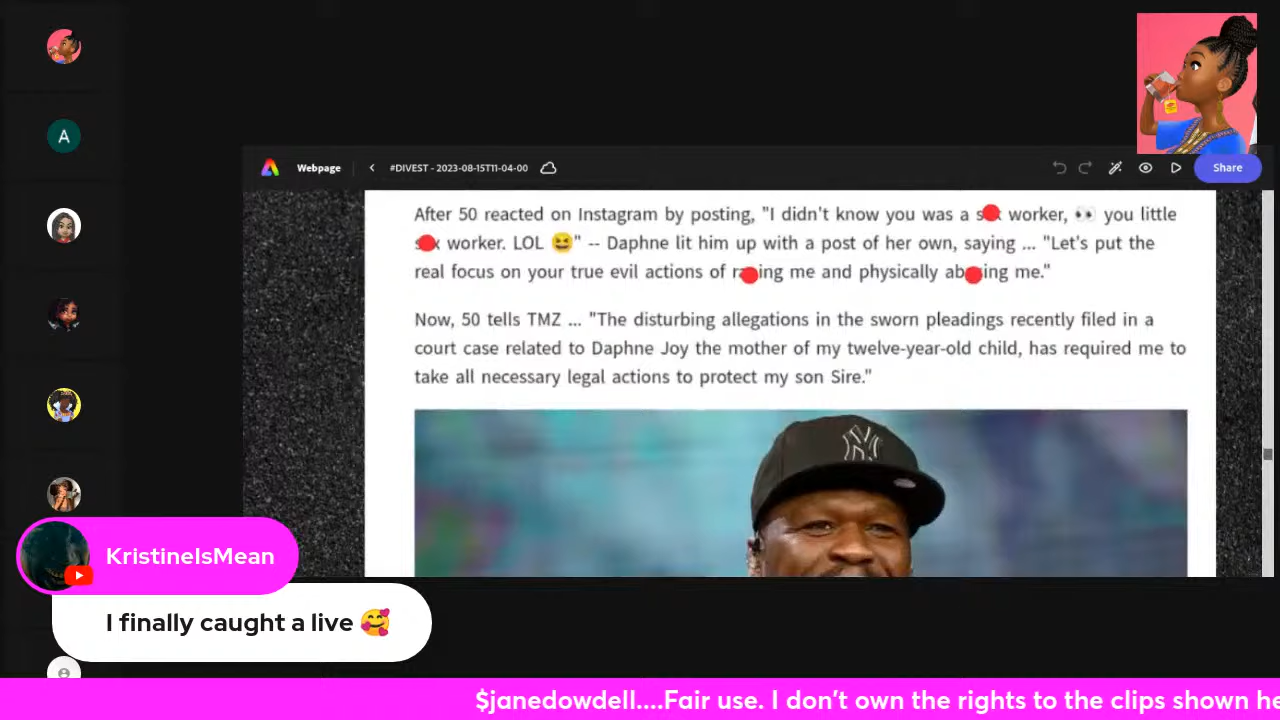 A
Webpage
#DIVEST - 2023-08-15T11-04-00
Share
After 50 reacted on Instagram by posting, "I didn't know you was a s🔴x worker, 👀 you little
s🔴x worker. LOL 😆" -- Daphne lit him up with a post of her own, saying ... "Let's put the
real focus on your true evil actions of ra🔴ing me and physically ab🔴ing me."
Now, 50 tells TMZ ... "The disturbing allegations in the sworn pleadings recently filed in a
court case related to Daphne Joy the mother of my twelve-year-old child, has required me to
take all necessary legal actions to protect my son Sire."
NY
KristineIsMean
I finally caught a live 🥰
$janedowdell....Fair use. I don't own the rights to the clips shown he